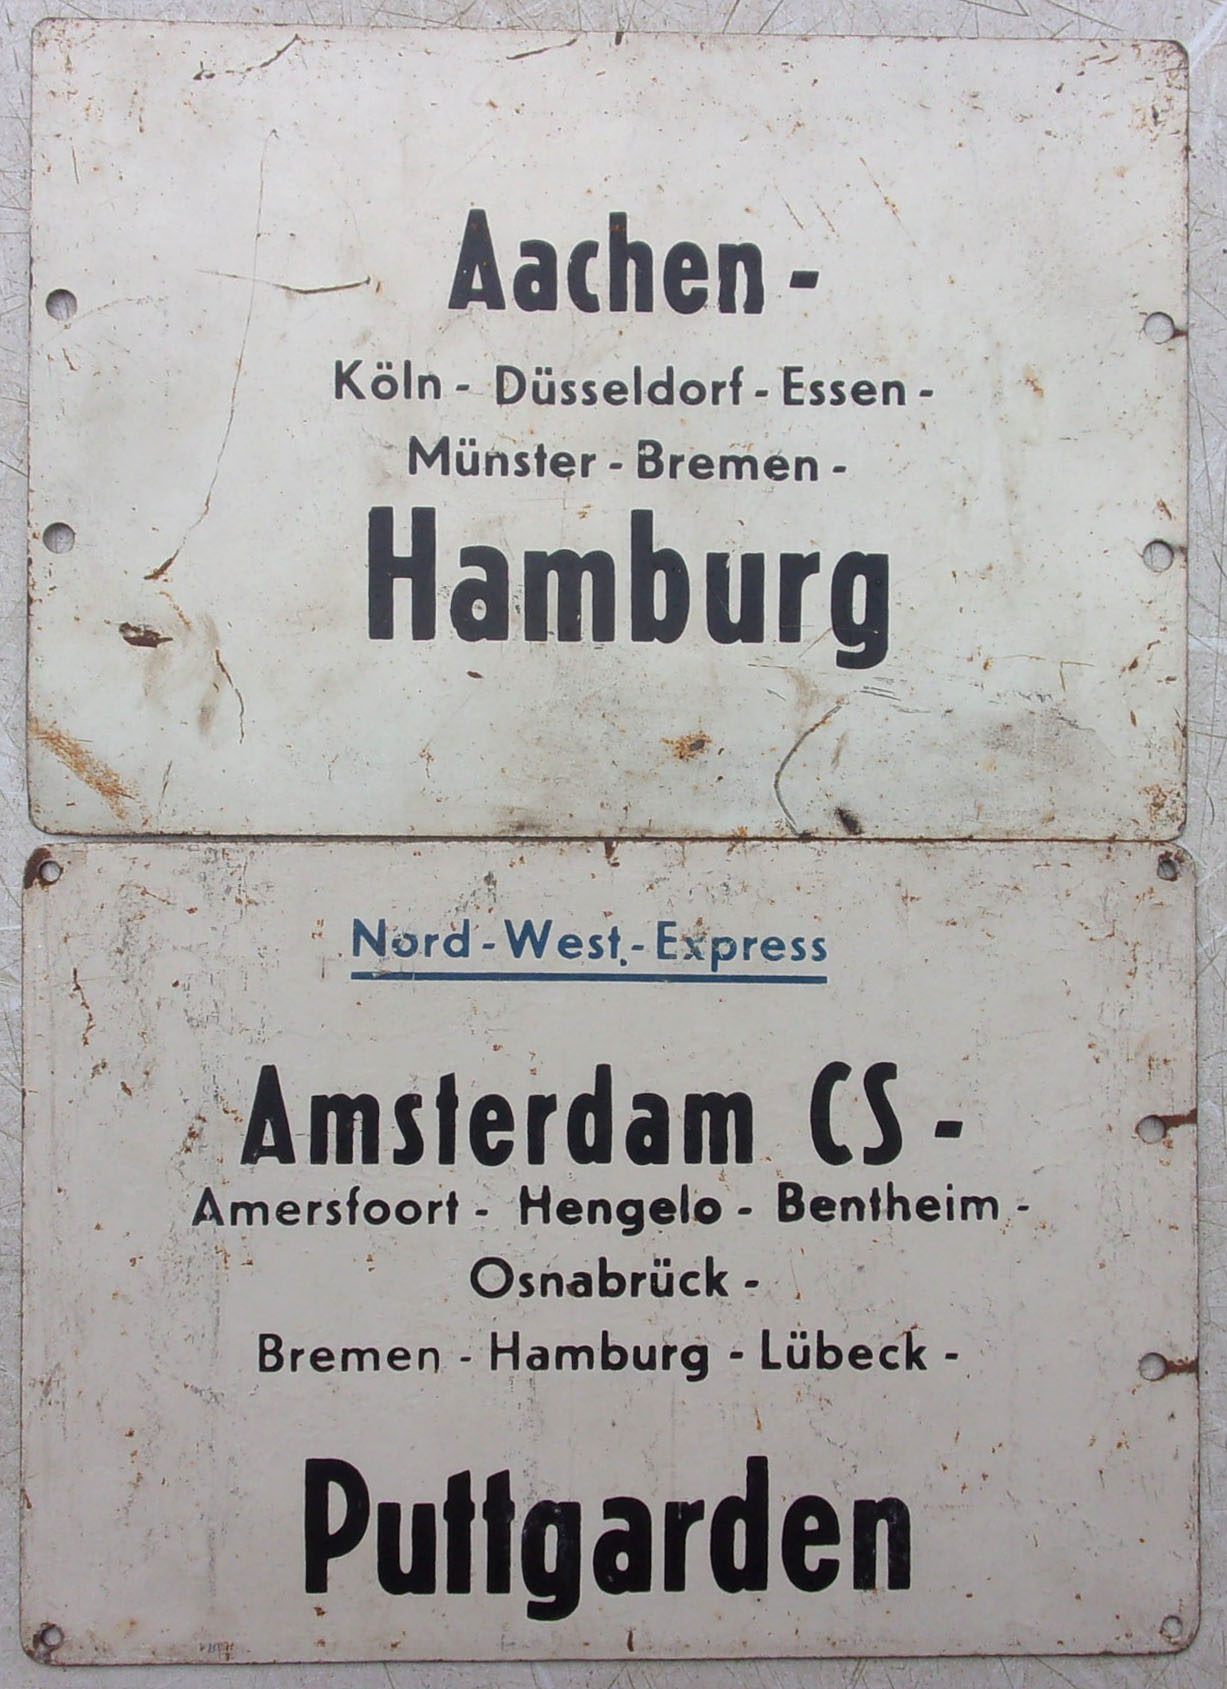 Aachen -
Köln - Düsseldorf - Essen -
Münster - Bremen -
Hamburg
Nord - West - Express
Amsterdam CS -
Amersfoort - Hengelo - Bentheim -
Osnabrück -
Bremen - Hamburg - Lübeck -
Puttgarden